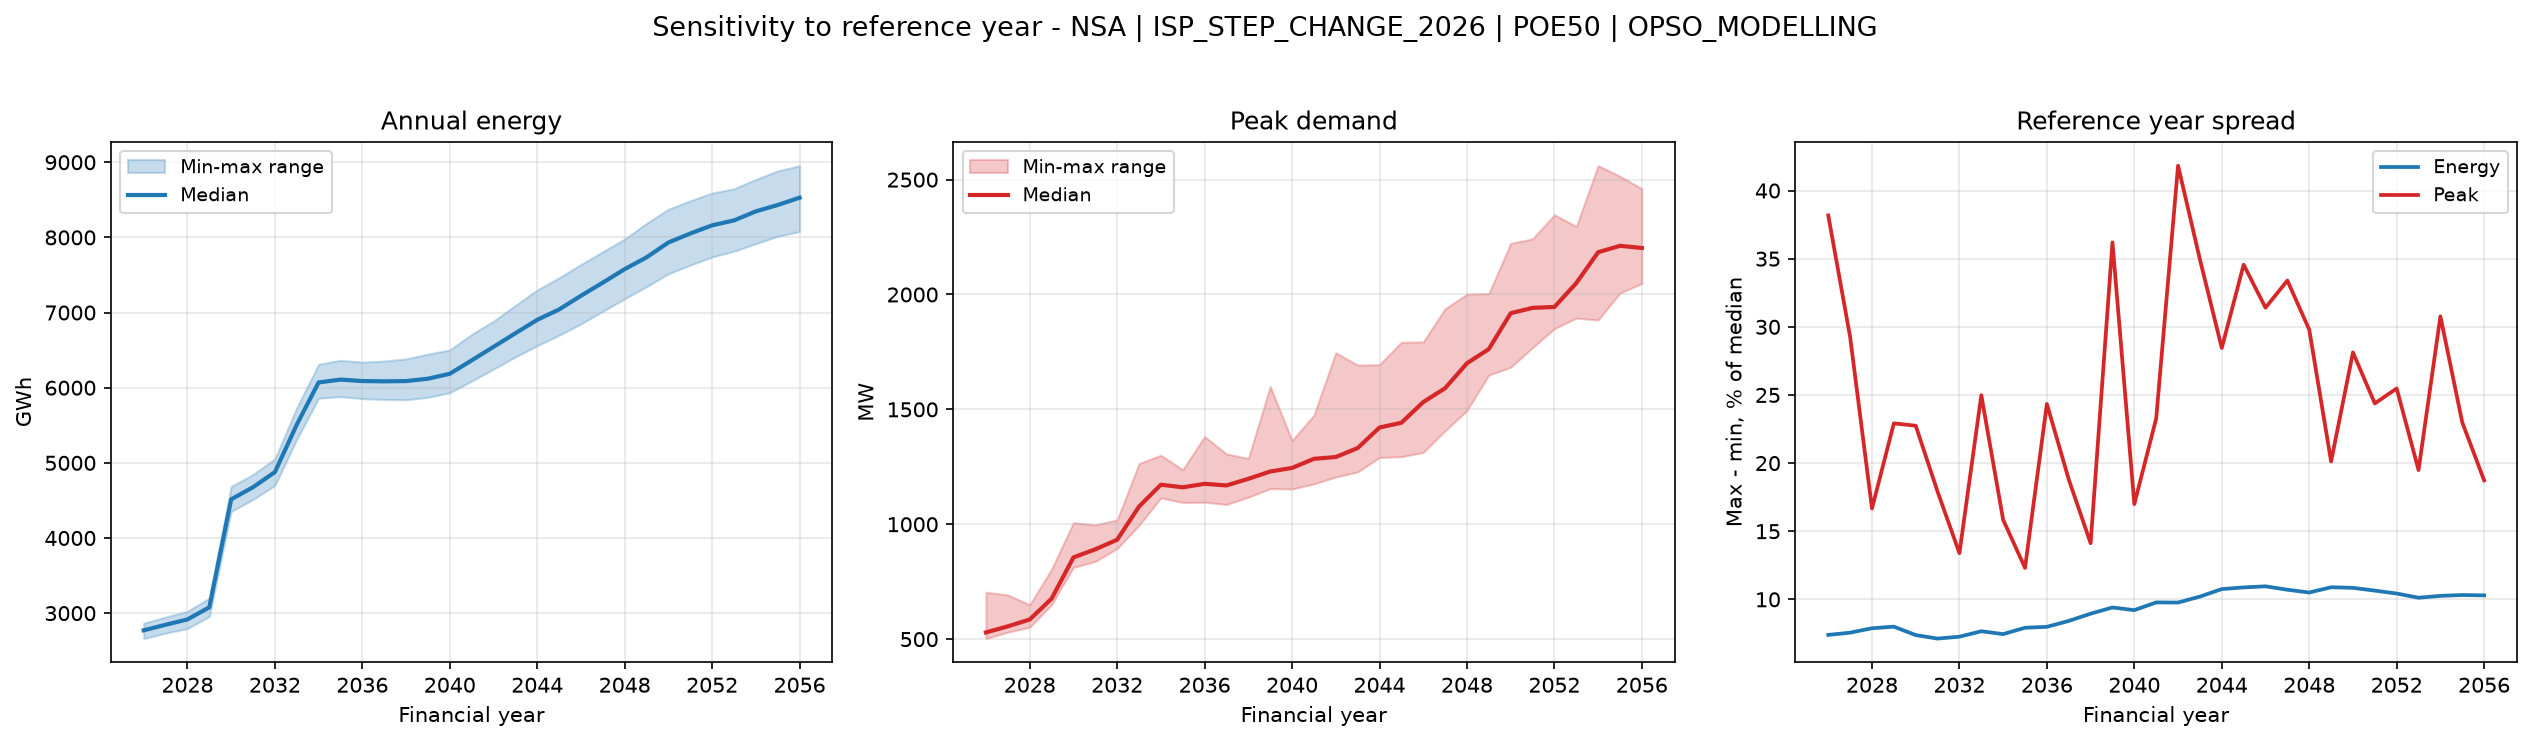 Sensitivity to reference year - NSA | ISP_STEP_CHANGE_2026 | POE50 | OPSO_MODELLING
Annual energy
Min-max range
Median
GWh
9000
8000
7000
6000
5000
4000
3000
2028 2032 2036 2040 2044 2048 2052 2056
Financial year
Peak demand
Min-max range
Median
MW
2500
2000
1500
1000
500
2028 2032 2036 2040 2044 2048 2052 2056
Financial year
Reference year spread
Energy
Peak
Max - min, % of median
40
35
30
25
20
15
10
2028 2032 2036 2040 2044 2048 2052 2056
Financial year